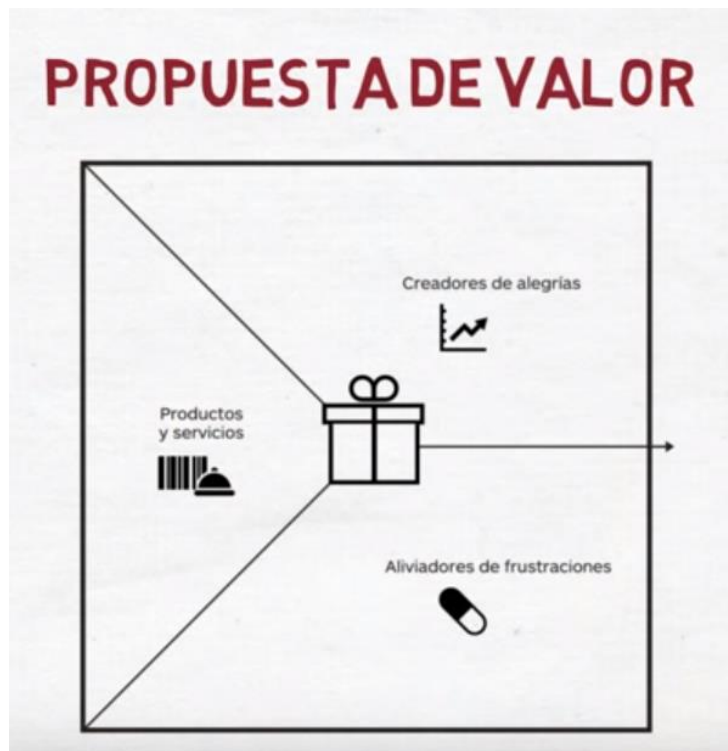 PROPUESTA DE VALOR
Creadores de alegrías
Productos
y servicios
Aliviadores de frustraciones